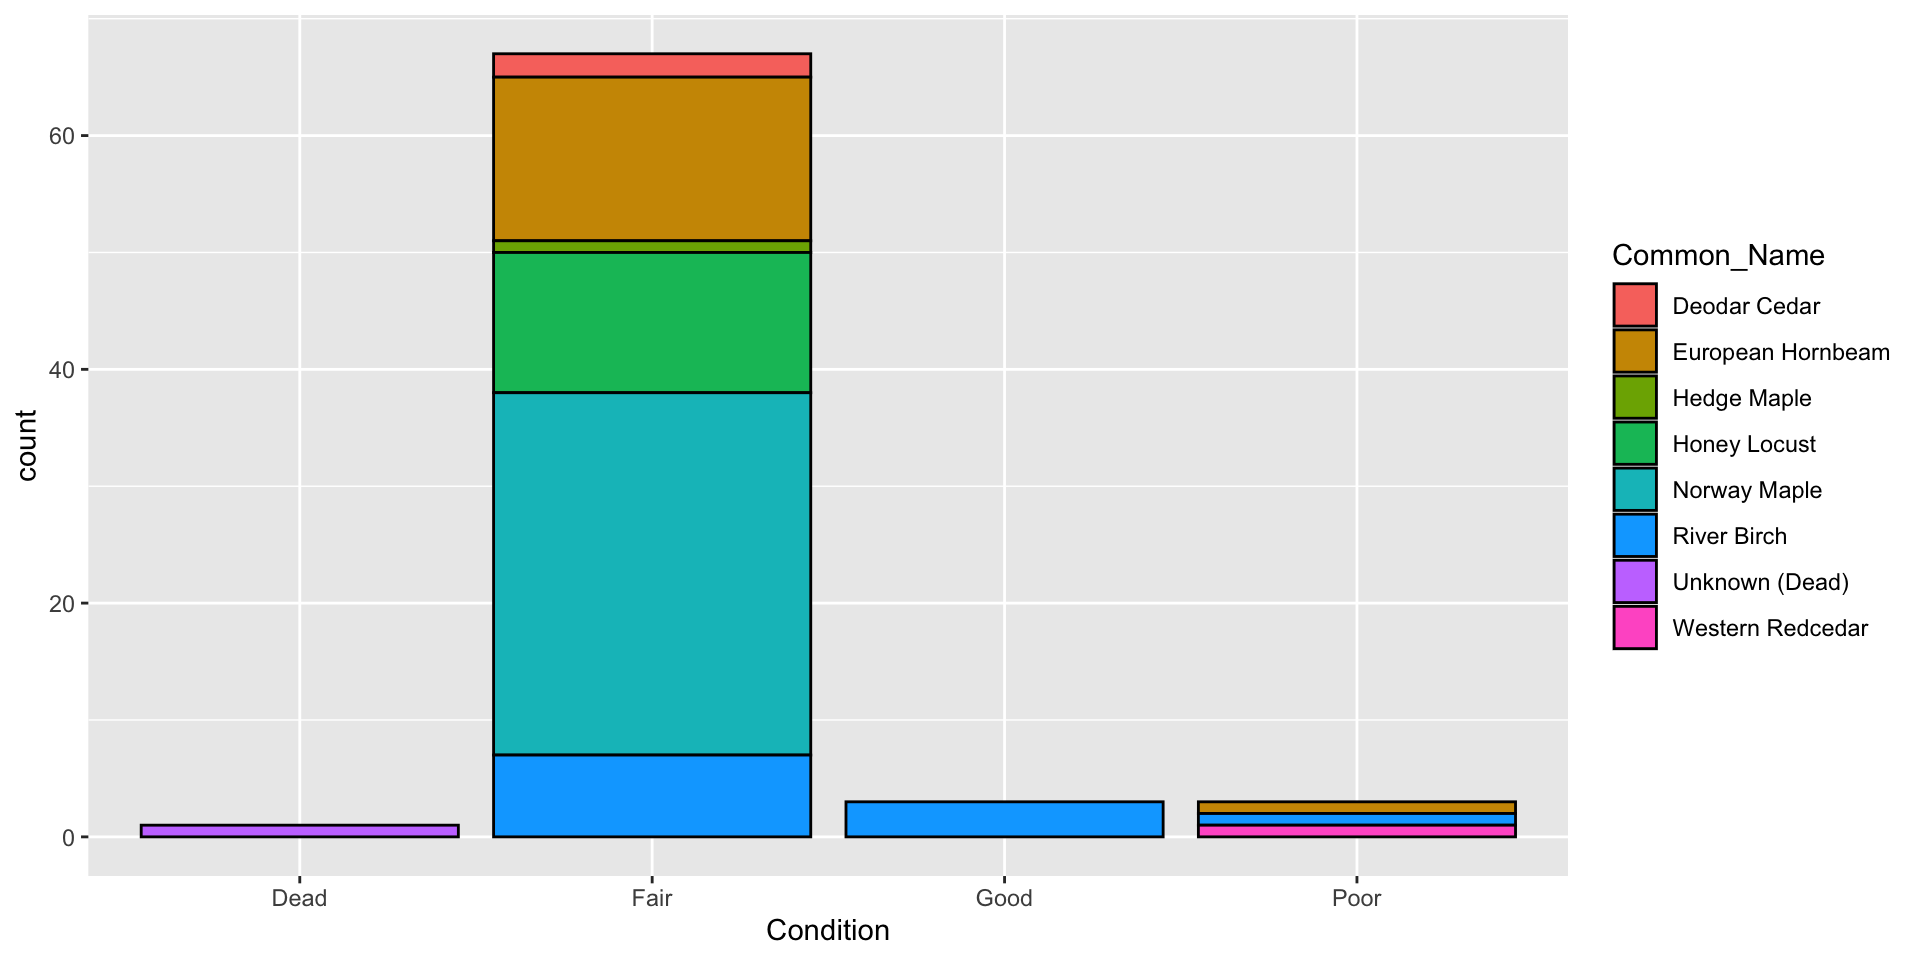 count
60
40
20
0
Dead
Fair
Good
Poor
Condition
Common_Name
Deodar Cedar
European Hornbeam
Hedge Maple
Honey Locust
Norway Maple
River Birch
Unknown (Dead)
Western Redcedar